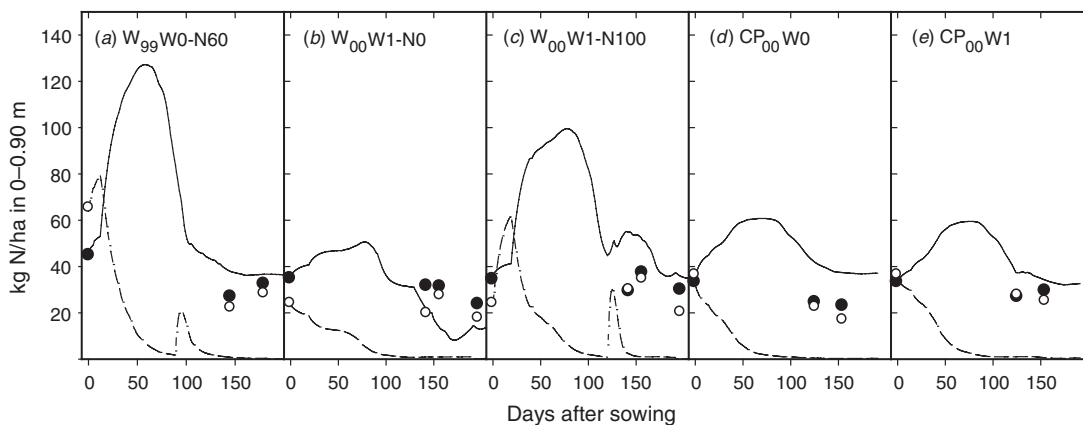 kg N/ha in 0–0.90 m
140
120
100
80
60
40
20
(a) W99W0-N60
(b) W00W1-N0
(c) W00W1-N100
(d) CP00W0
(e) CP00W1
0 50 100 150 0 50 100 150 0 50 100 150 0 50 100 150 0 50 100 150
Days after sowing